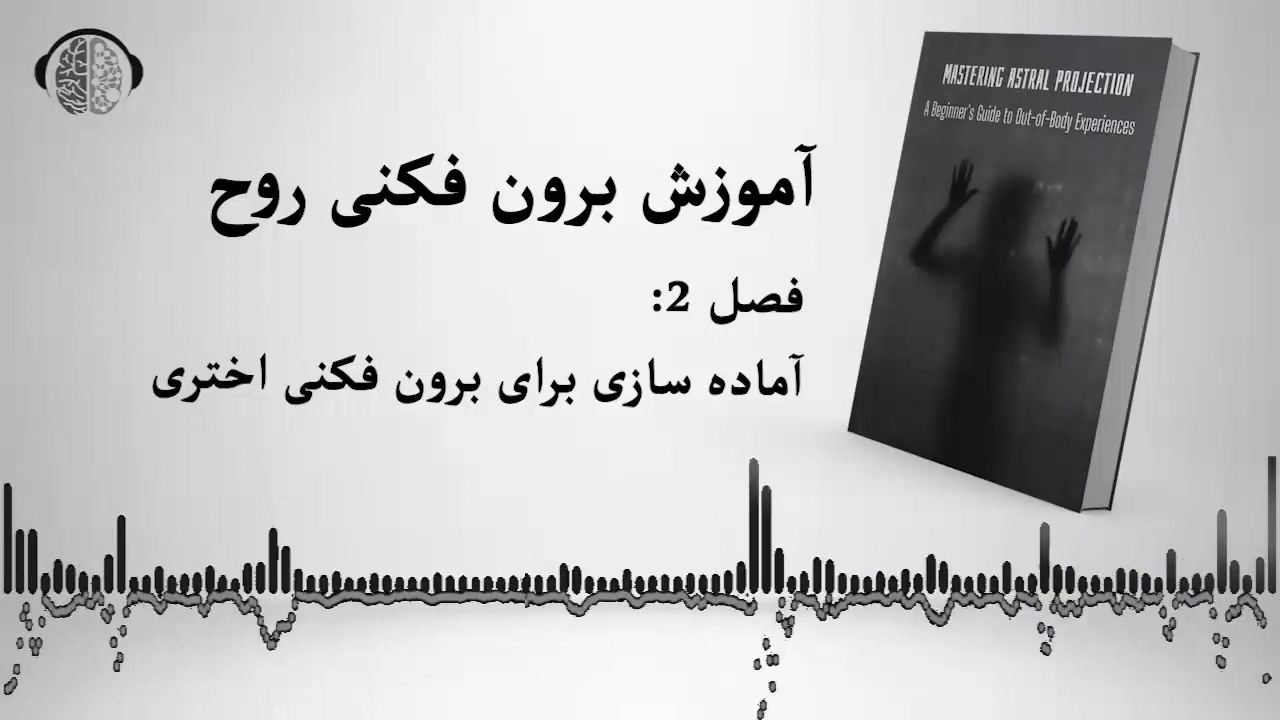 آموزش برون فکنی روح
فصل 2:
آماده سازی برای برون فکنی اختری
MASTERING ASTRAL PROJECTION
A Beginner's Guide to Out-of-Body Experiences